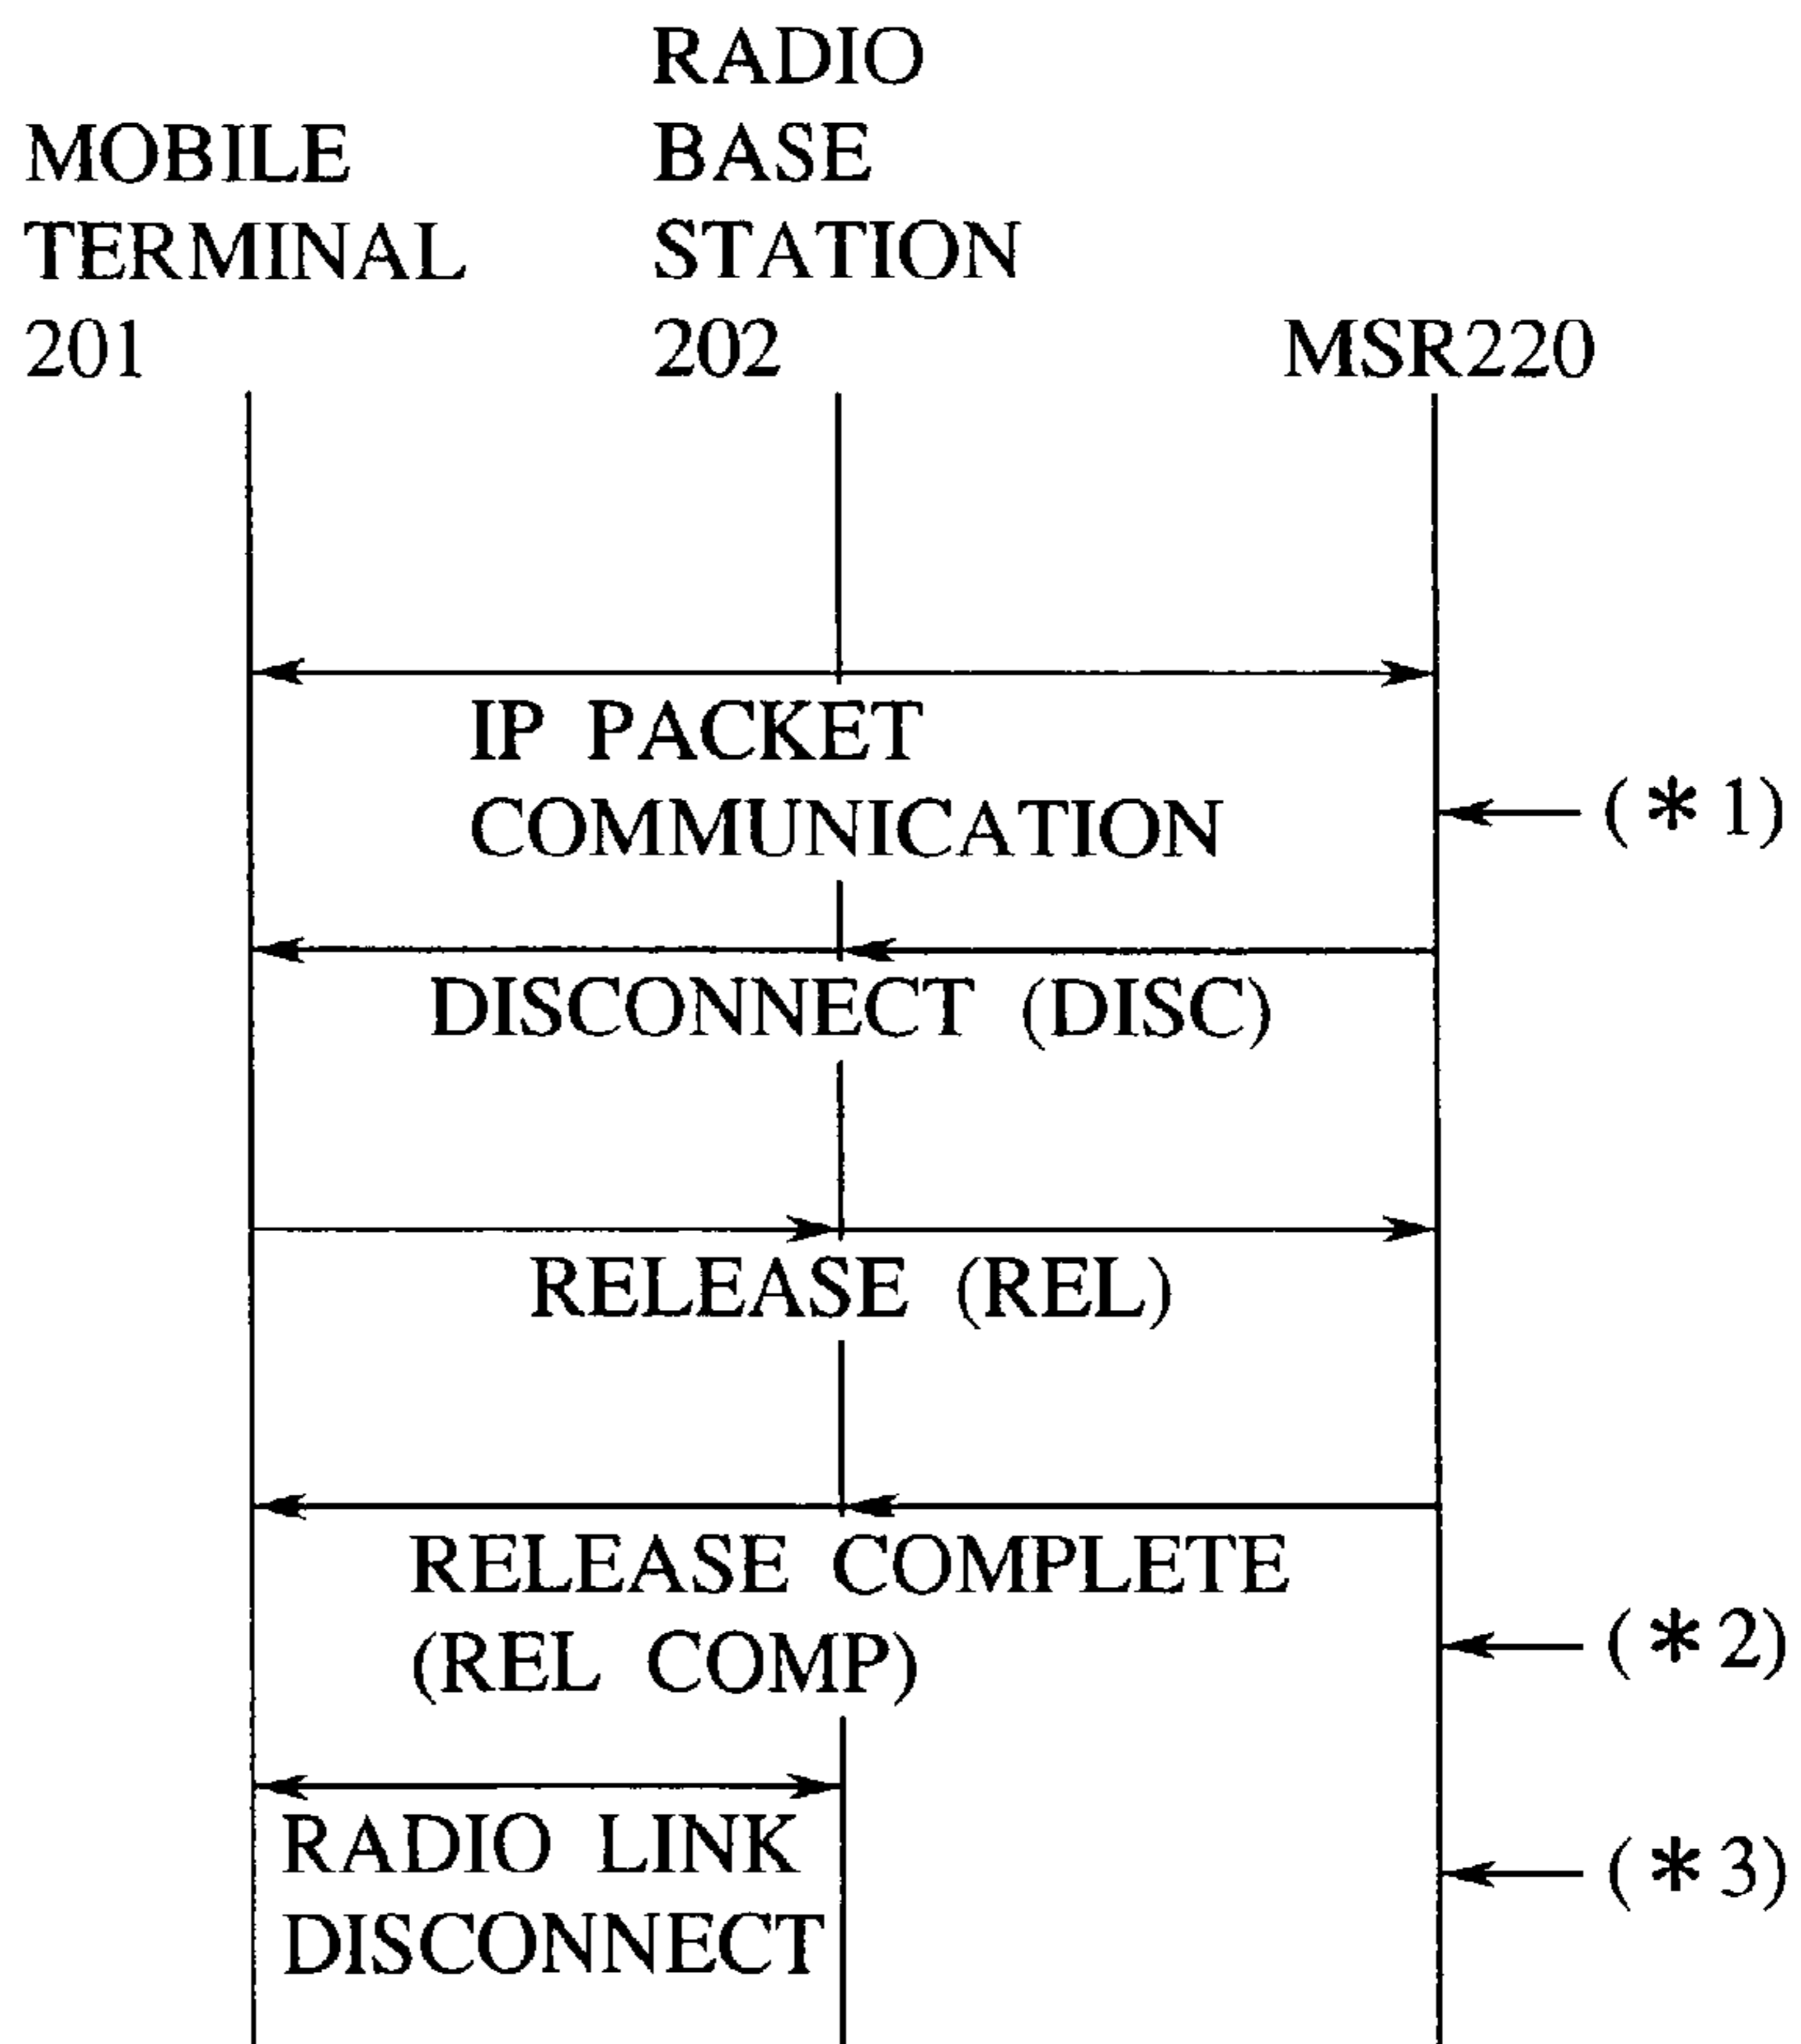 MOBILE
TERMINAL
201
RADIO
BASE
STATION
202
MSR220
IP PACKET
COMMUNICATION
(*1)
DISCONNECT (DISC)
RELEASE (REL)
RELEASE COMPLETE
(REL COMP)
(*2)
RADIO LINK
DISCONNECT
(*3)